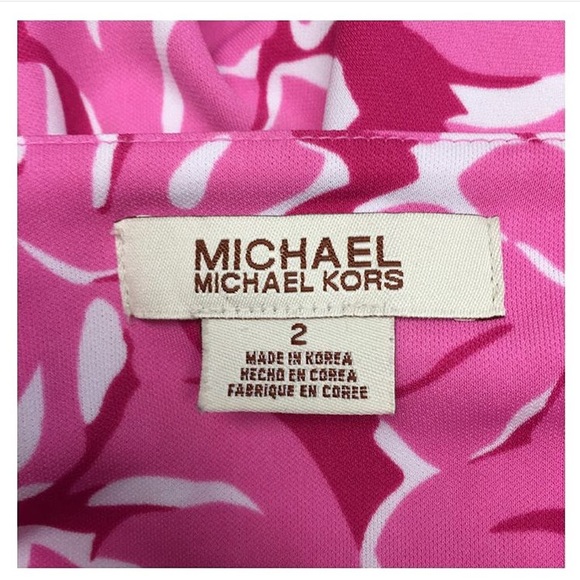 MICHAEL
MICHAEL KORS
2
MADE IN KOREA
HECHO EN COREA
FABRIQUE EN COREE